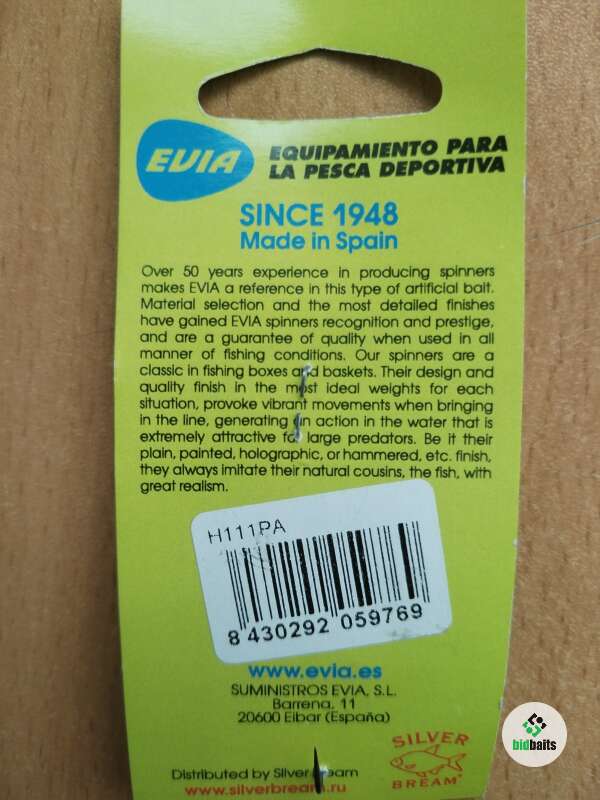 EVIA
EQUIPAMIENTO PARA
LA PESCA DEPORTIVA
SINCE 1948
Made in Spain
Over 50 years experience in producing spinners
makes EVIA a reference in this type of artificial bait.
Material selection and the most detailed finishes
have gained EVIA spinners recognition and prestige,
and are a guarantee of quality when used in all
manner of fishing conditions. Our spinners are a
classic in fishing boxes and baskets. Their design and
quality finish in the most ideal weights for each
situation, provoke vibrant movements when bringing
in the line, generating an action in the water that is
extremely attractive for large predators. Be it their
plain, painted, holographic, or hammered, etc. finish,
they always imitate their natural cousins, the fish, with
great realism.
H111PA
8 430292 059769
www.evia.es
SUMINISTROS EVIA, S.L.
Barrena, 11
20600 Eibar (España)
SILVER
BREAM
Distributed by Silver Bream
www.silverbream.ru
bidbaits